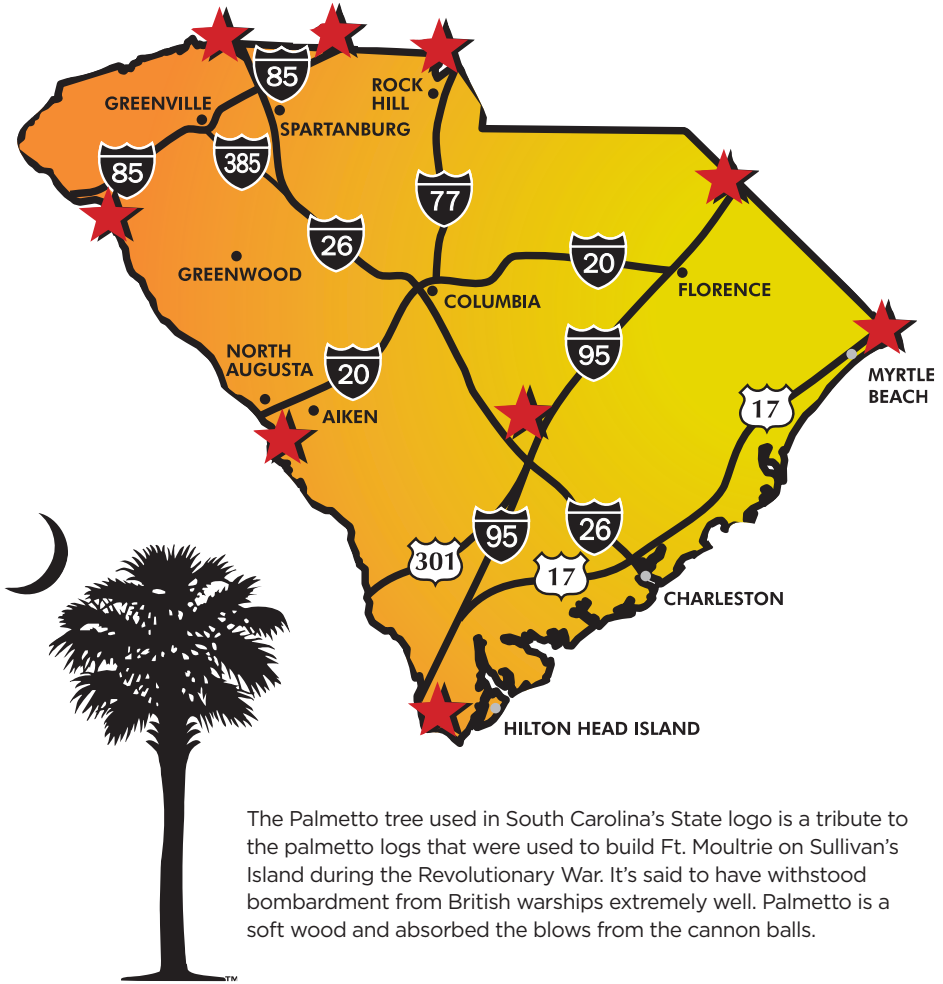 85
ROCK
HILL
GREENVILLE
SPARTANBURG
85
385
77
26
20
GREENWOOD
COLUMBIA
FLORENCE
NORTH
AUGUSTA
20
95
MYRTLE
BEACH
AIKEN
17
301
95
26
17
CHARLESTON
HILTON HEAD ISLAND
The Palmetto tree used in South Carolina’s State logo is a tribute to
the palmetto logs that were used to build Ft. Moultrie on Sullivan’s
Island during the Revolutionary War. It’s said to have withstood
bombardment from British warships extremely well. Palmetto is a
soft wood and absorbed the blows from the cannon balls.
TM